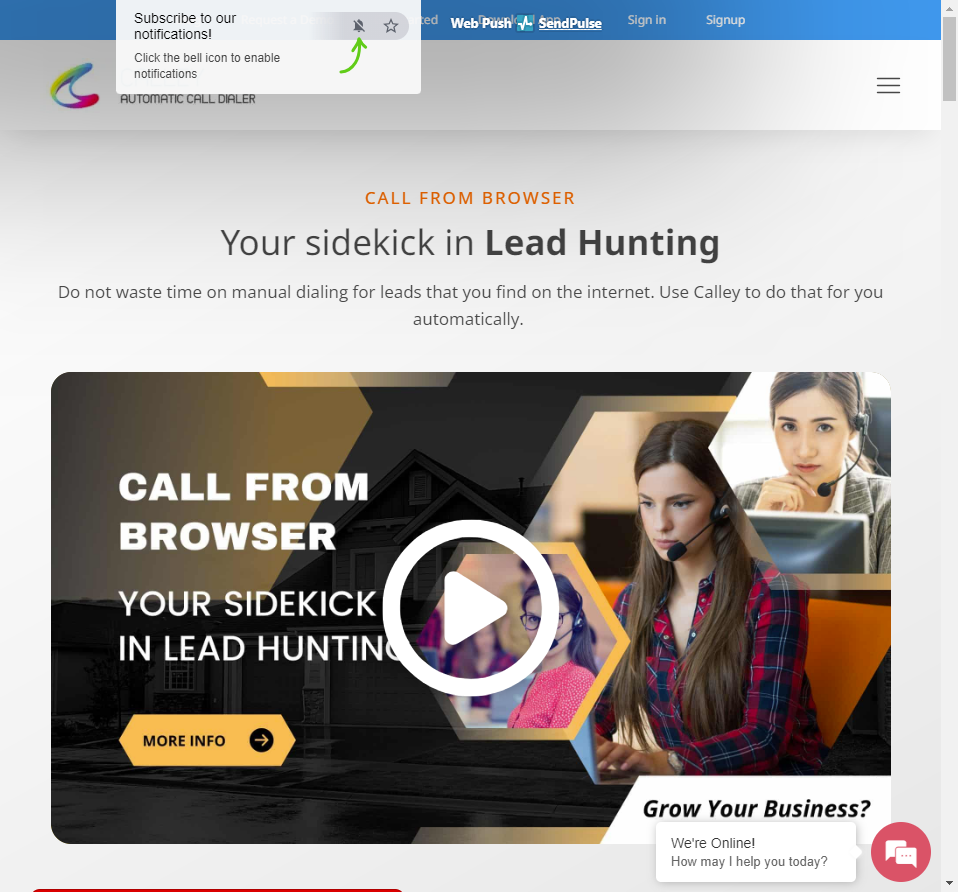 Subscribe to our
notifications!
Click the bell icon to enable
notifications
Web Push
SendPulse
Sign in
Signup
AUTOMATIC CALL DIALER
CALL FROM BROWSER
Your sidekick in Lead Hunting
Do not waste time on manual dialing for leads that you find on the internet. Use Calley to do that for you
automatically.
CALL FROM
BROWSER
YOUR SIDEKICK
IN LEAD HUNTING
MORE INFO
Grow Your Business?
We're Online!
How may I help you today?